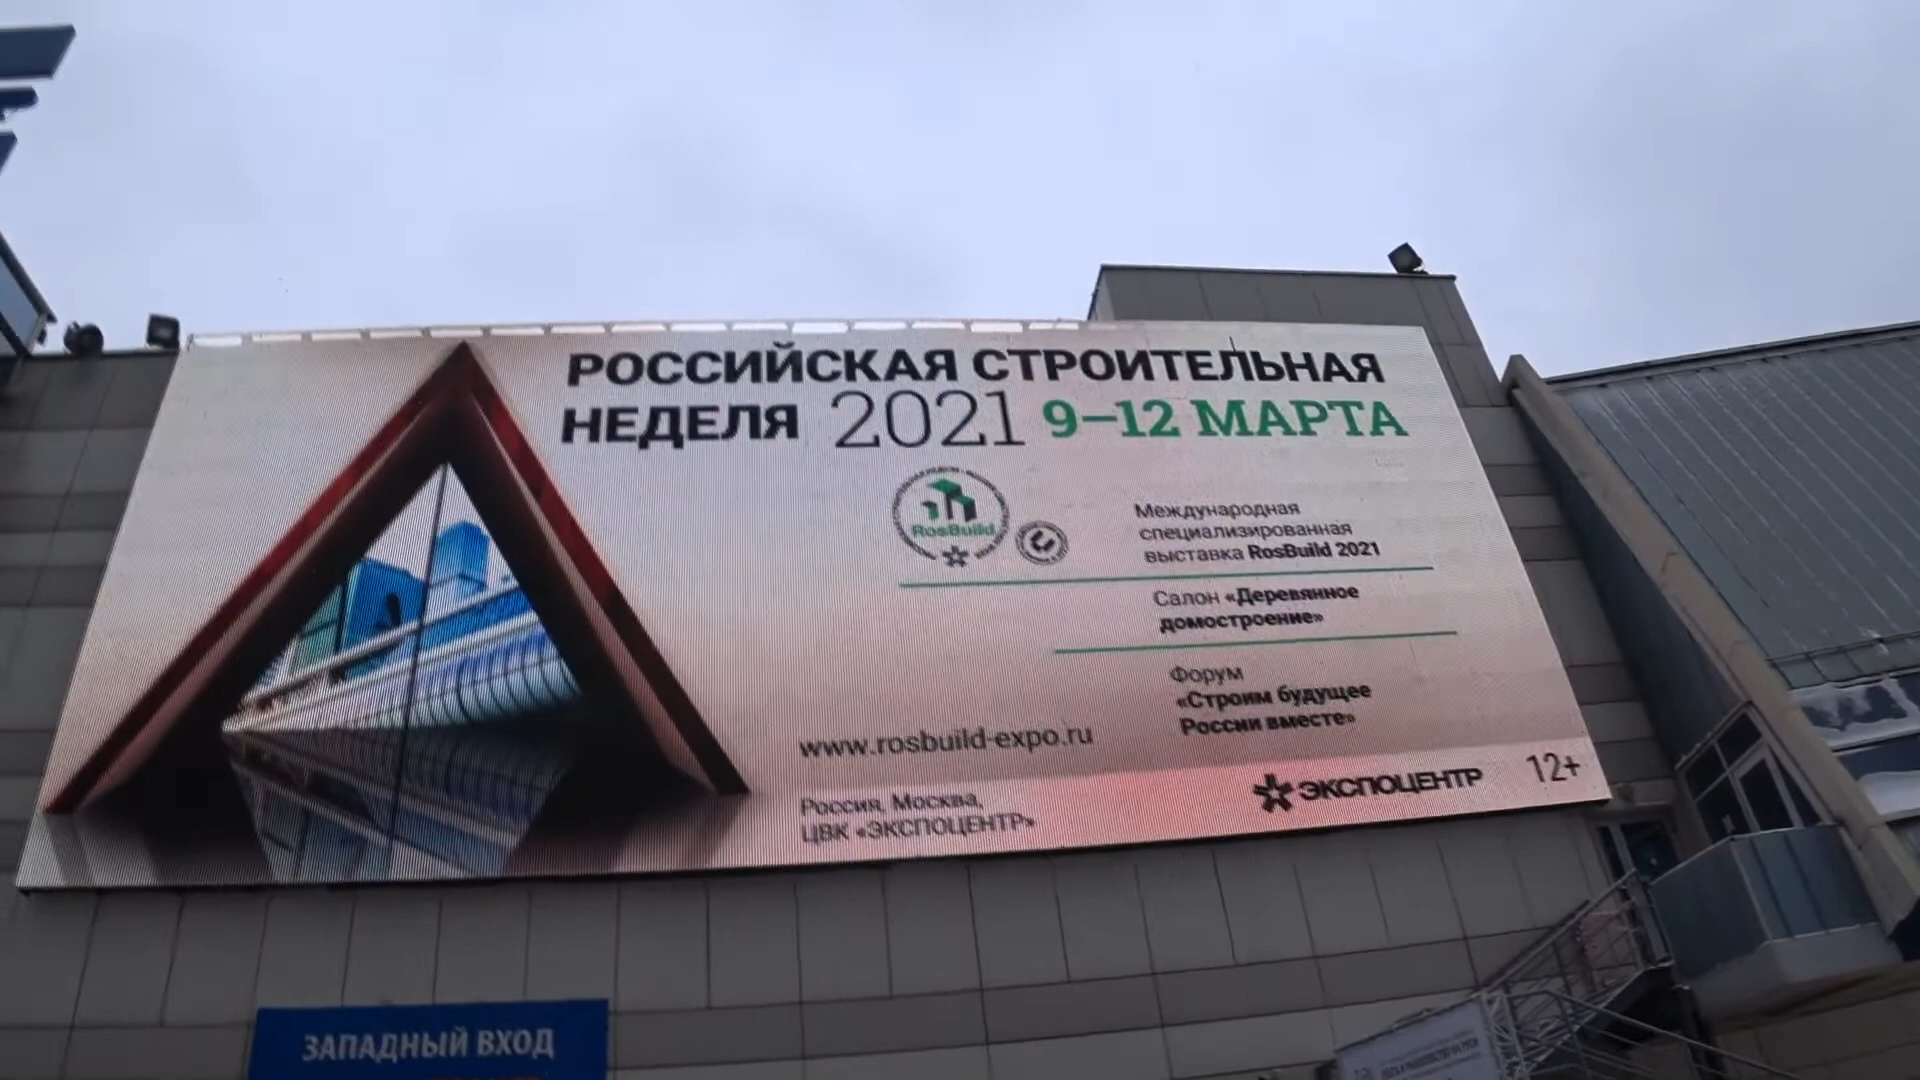 РОССИЙСКАЯ СТРОИТЕЛЬНАЯ
НЕДЕЛЯ 2021 9–12 МАРТА
RosBuild
Международная
специализированная
выставка RosBuild 2021
Салон «Деревянное
домостроение»
Форум
«Строим будущее
России вместе»
www.rosbuild-expo.ru
Россия, Москва,
ЦВК «ЭКСПОЦЕНТР»
ЭКСПОЦЕНТР
12+
ЗАПАДНЫЙ ВХОД